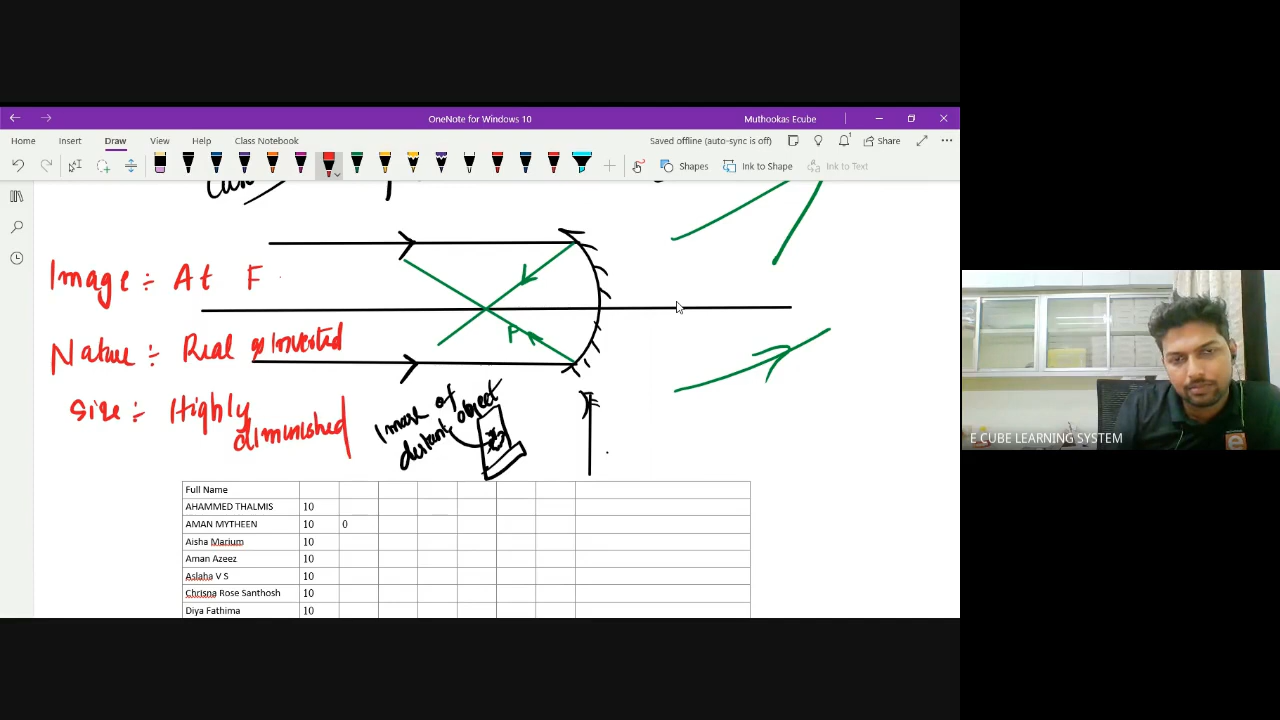 OneNote for Windows 10
Muthookas Ecube
Home Insert Draw View Help Class Notebook
Saved offline (auto-sync is off)
Share
Shapes
Ink to Shape
Ink to Text
Image :- At F
Nature :- Real & Inverted
Size :- Highly
diminished
Image of
distant object
Full Name
AHAMMED THALMIS 10
AMAN MYTHEEN 10 0
Aisha Marium 10
Aman Azeez 10
Aslaha V S 10
Chrisna Rose Santhosh 10
Diya Fathima 10
E CUBE LEARNING SYSTEM